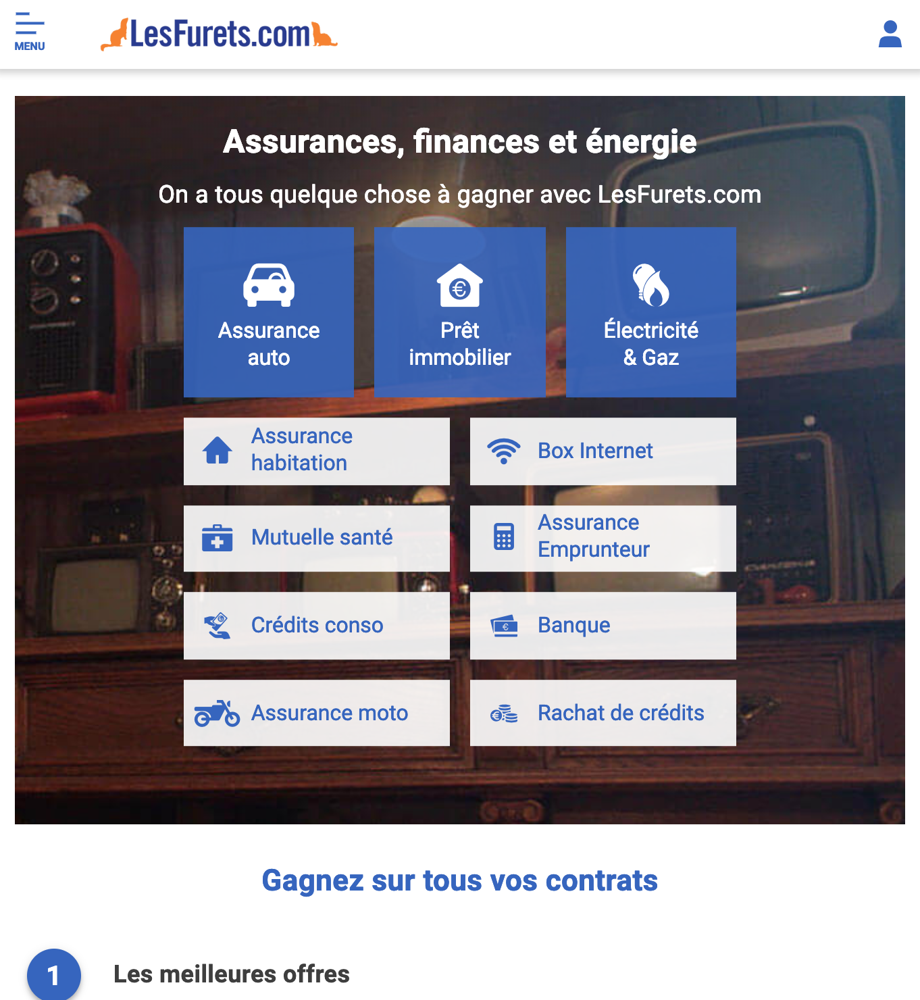 MENU
LesFurets.com
Assurances, finances et énergie
On a tous quelque chose à gagner avec LesFurets.com
Assurance
auto
Prêt
immobilier
Électricité
& Gaz
Assurance
habitation
Box Internet
Mutuelle santé
Assurance
Emprunteur
Crédits conso
Banque
Assurance moto
Rachat de crédits
Gagnez sur tous vos contrats
1
Les meilleures offres